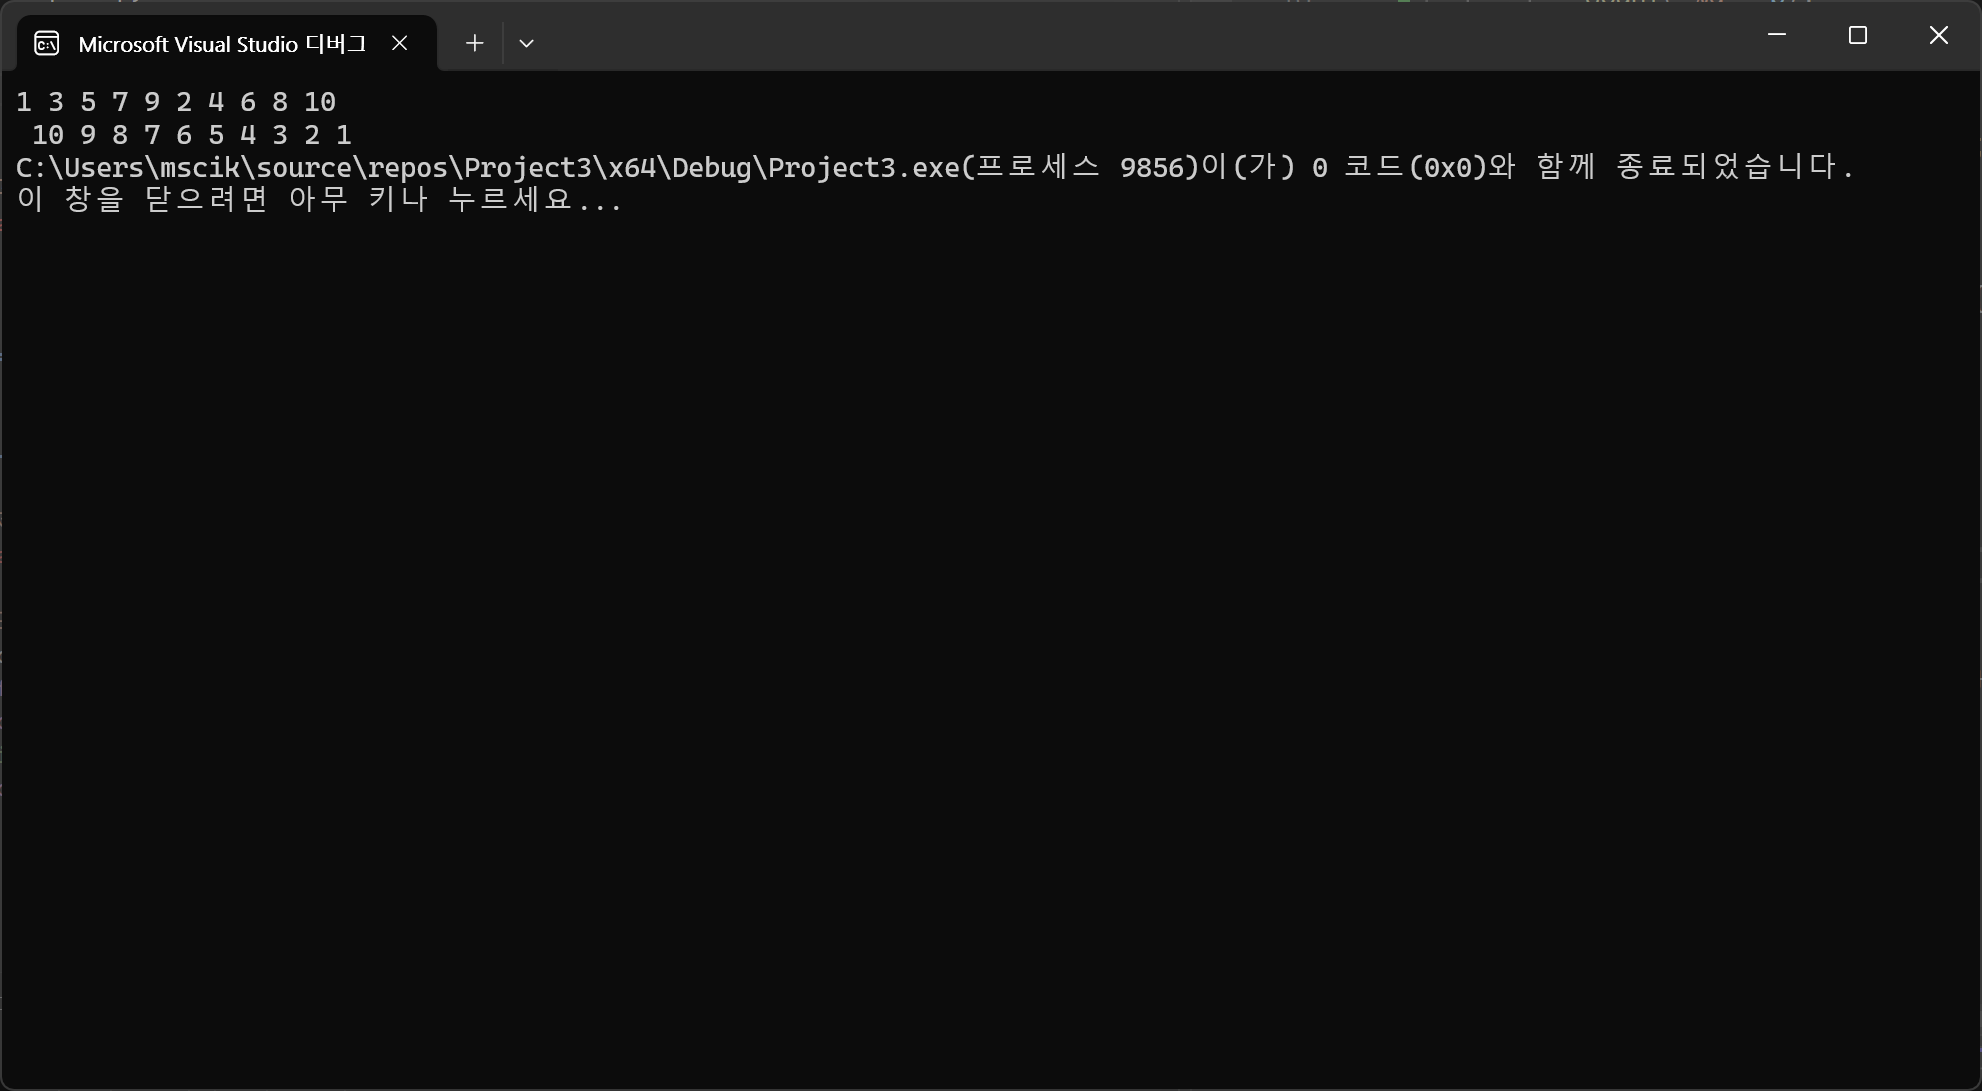 Microsoft Visual Studio 디버그
1 3 5 7 9 2 4 6 8 10
10 9 8 7 6 5 4 3 2 1
C:\Users\mscik\source\repos\Project3\x64\Debug\Project3.exe(프로세스 9856)이(가) 0 코드(0x0)와 함께 종료되었습니다.
이 창을 닫으려면 아무 키나 누르세요...